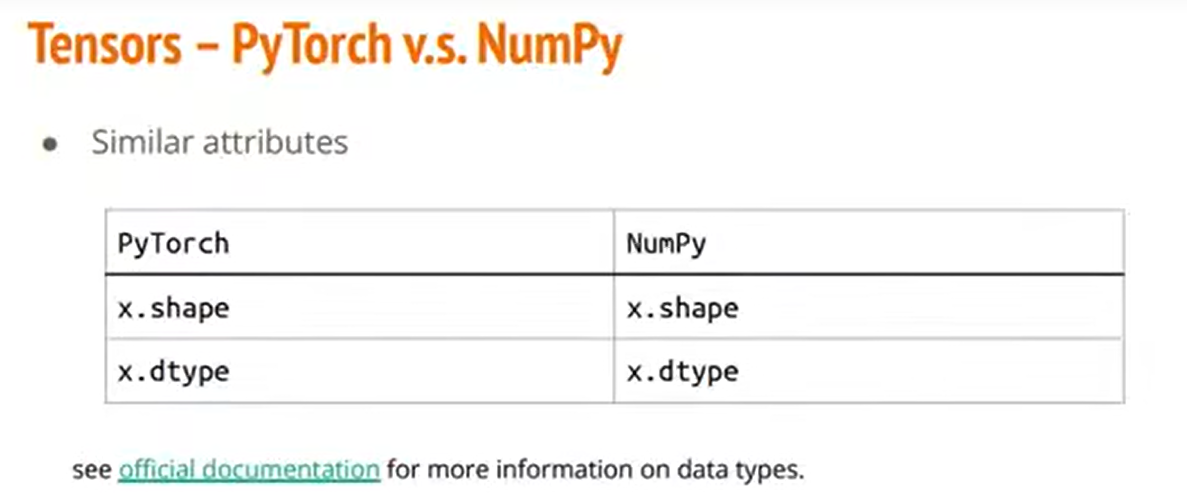 Tensors – PyTorch v.s. NumPy
● Similar attributes
PyTorch NumPy
x.shape x.shape
x.dtype x.dtype
see official documentation for more information on data types.